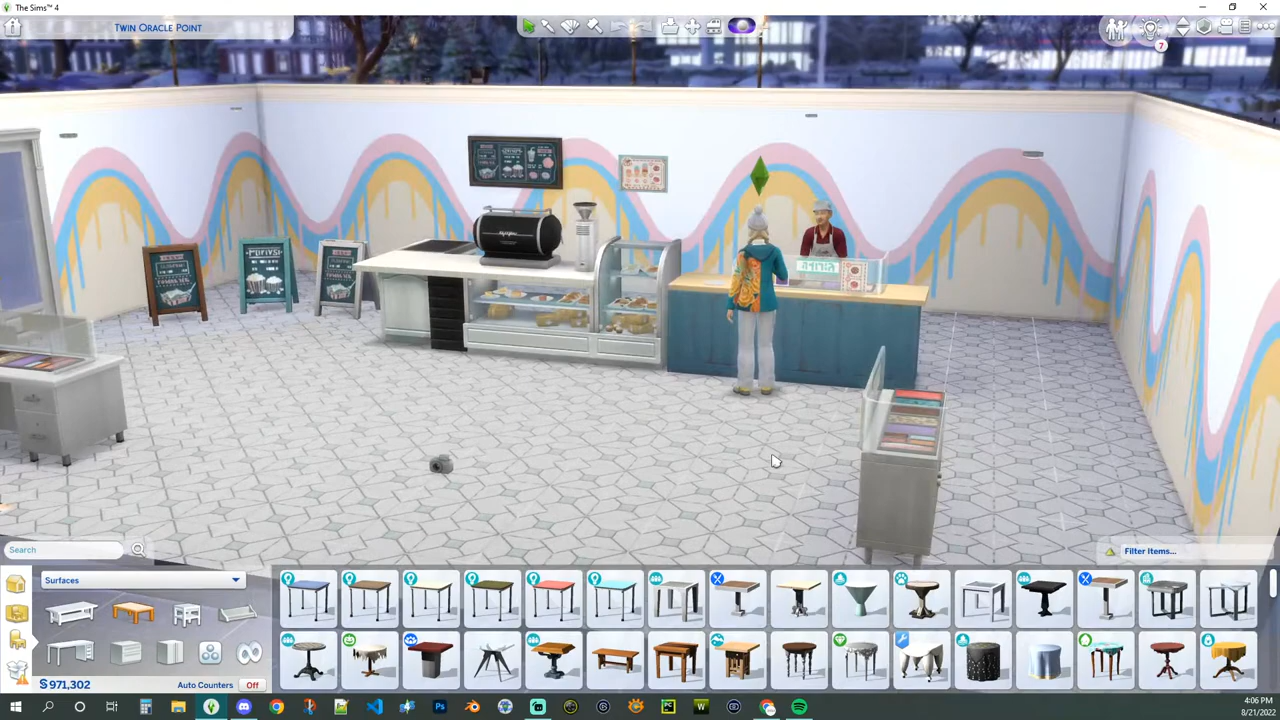 The Sims™ 4
Twin Oracle Point
7
Search
Filter Items...
Surfaces
§971,302
Auto Counters
Off
4:06 PM
8/21/2022